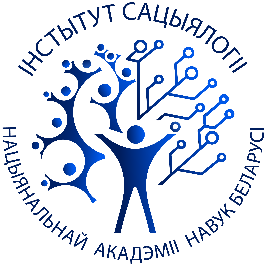 ІНСТЫТУТ САЦЫЯЛОГІІ
НАЦЫЯНАЛЬНАЙ АКАДЭМІІ НАВУК БЕЛАРУСІ